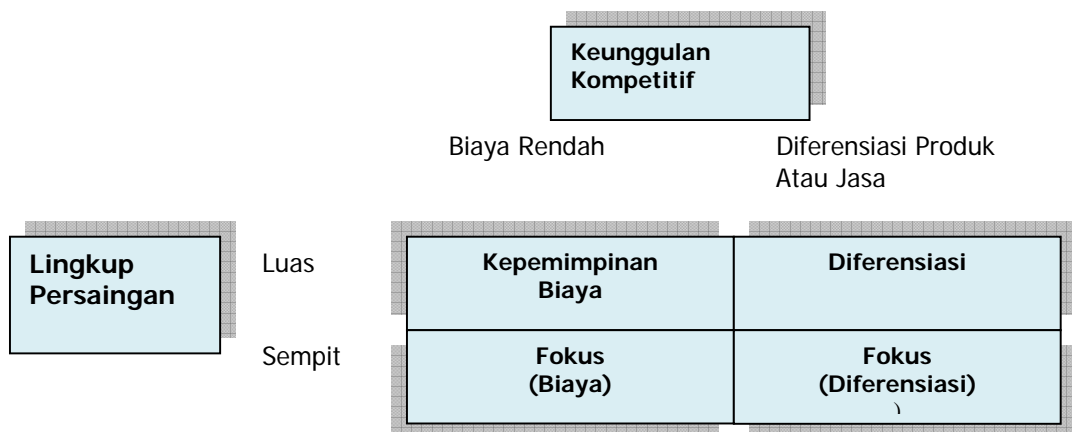 Keunggulan
Kompetitif
Biaya Rendah
Diferensiasi Produk
Atau Jasa
Lingkup
Persaingan
Luas
Kepemimpinan
Biaya
Diferensiasi
Sempit
Fokus
(Biaya)
Fokus
(Diferensiasi)
)